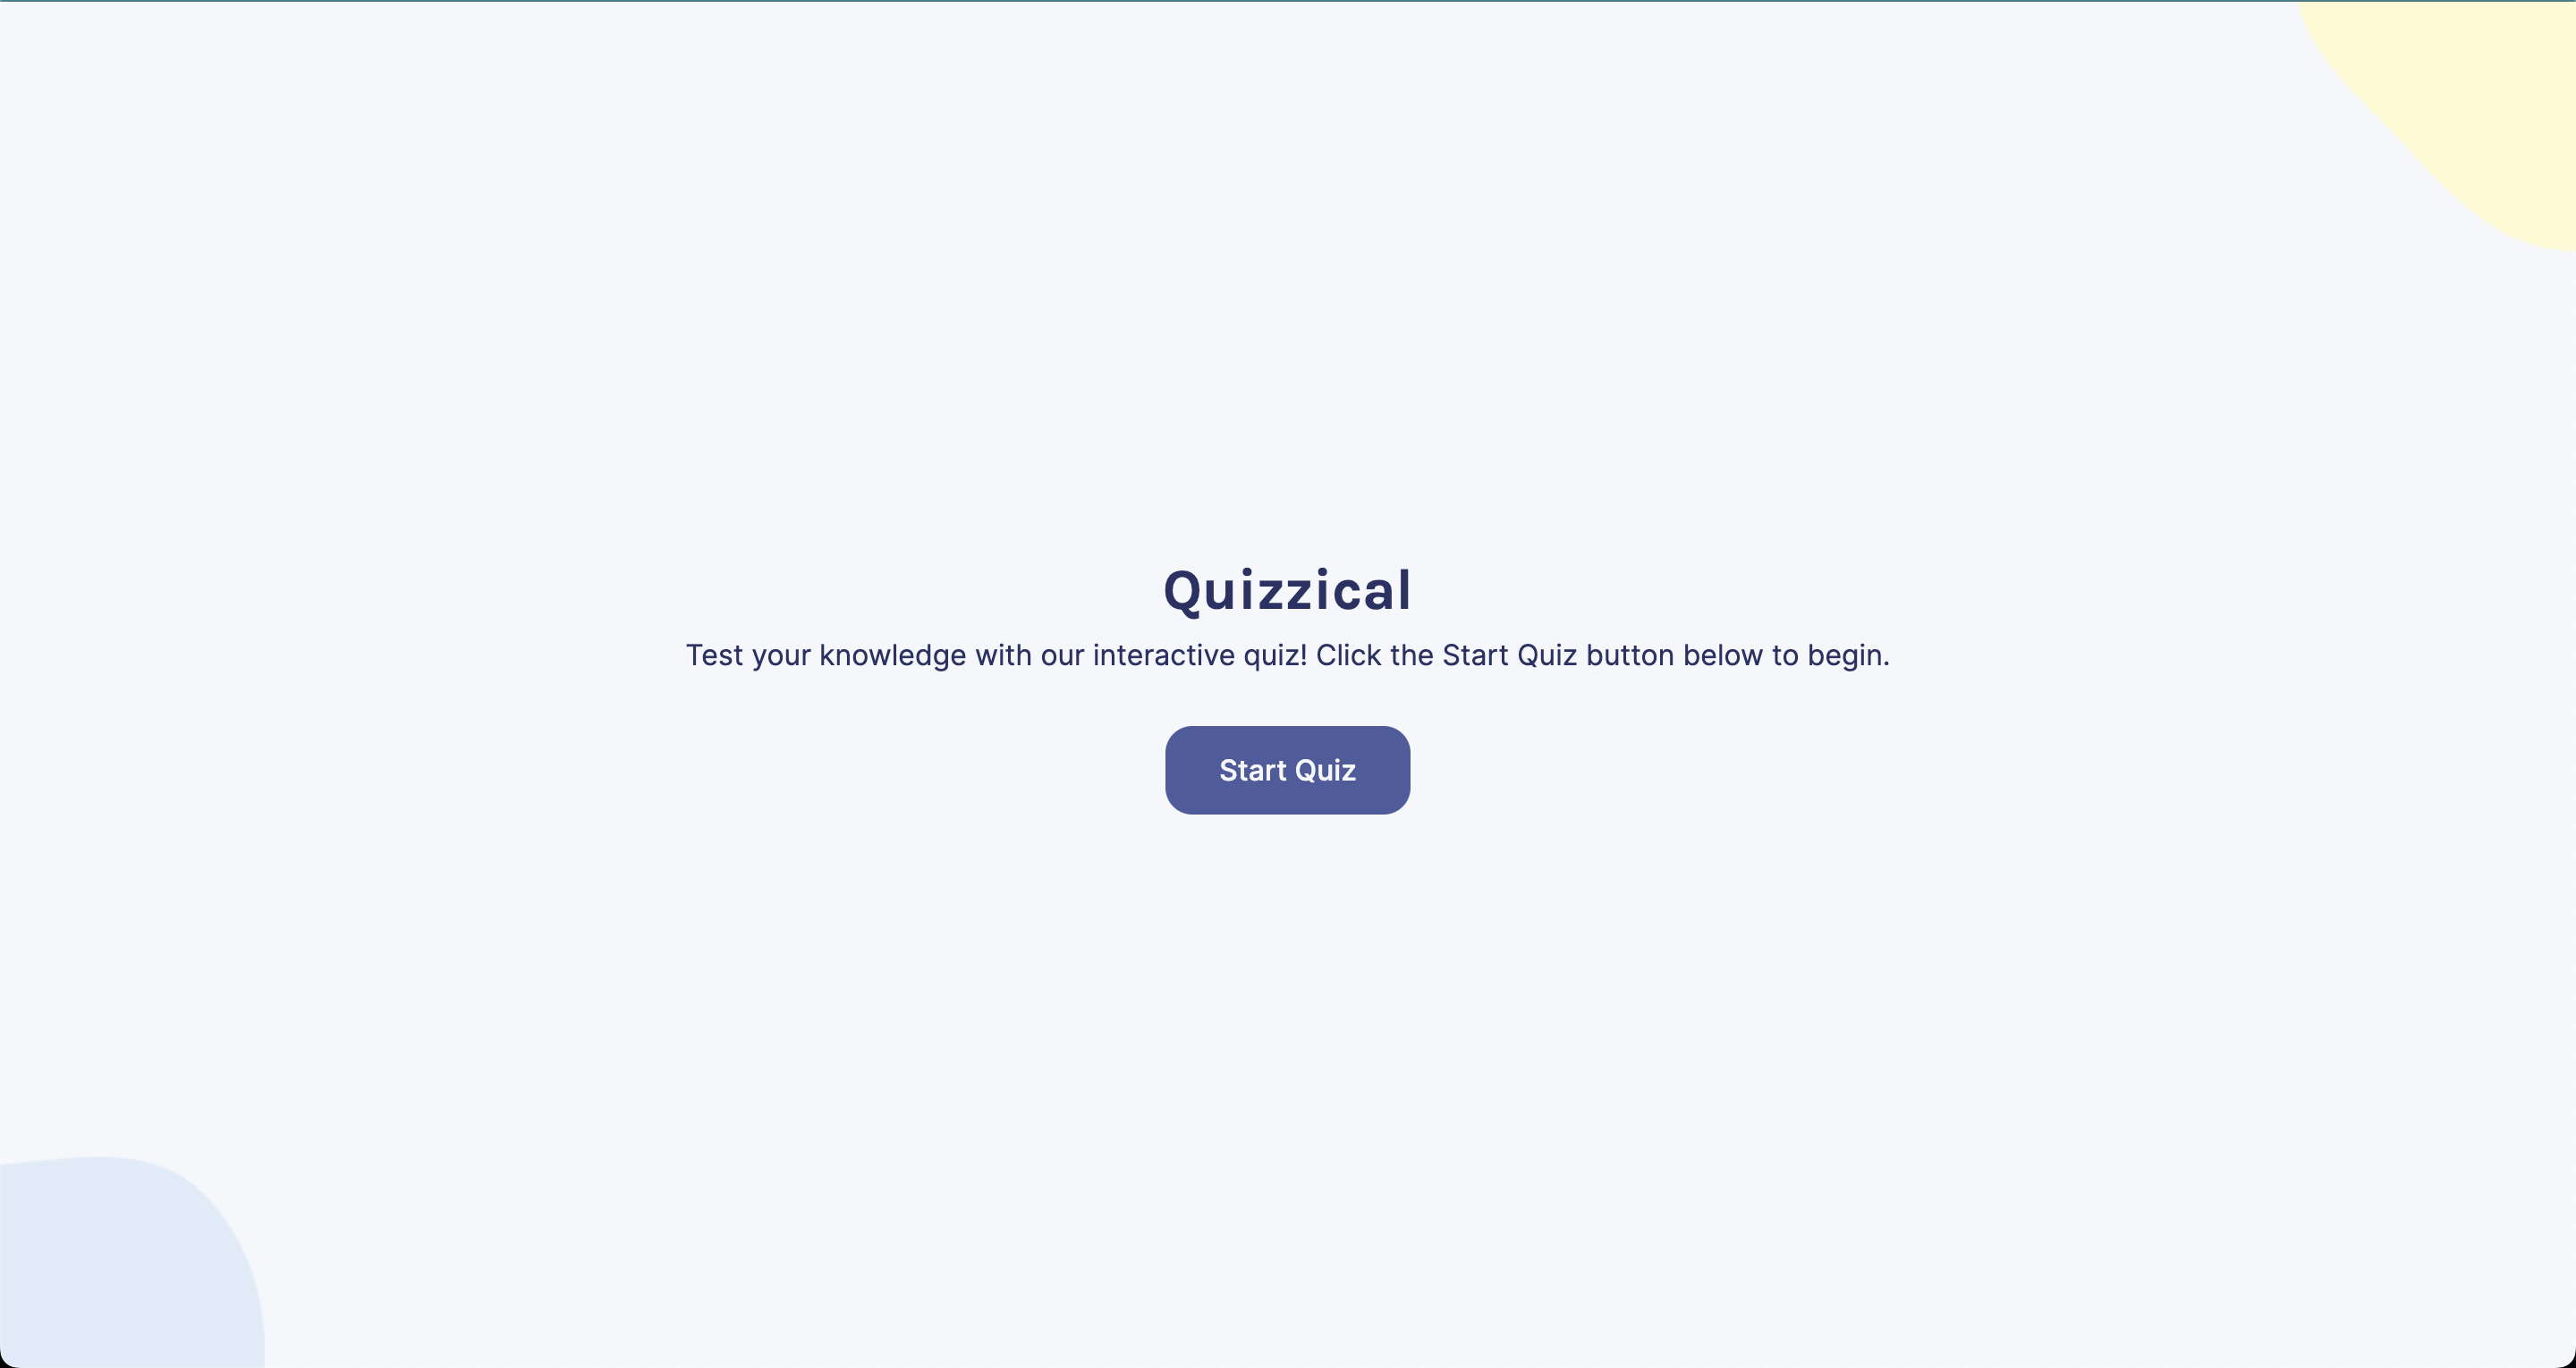 Quizzical
Test your knowledge with our interactive quiz! Click the Start Quiz button below to begin.
Start Quiz